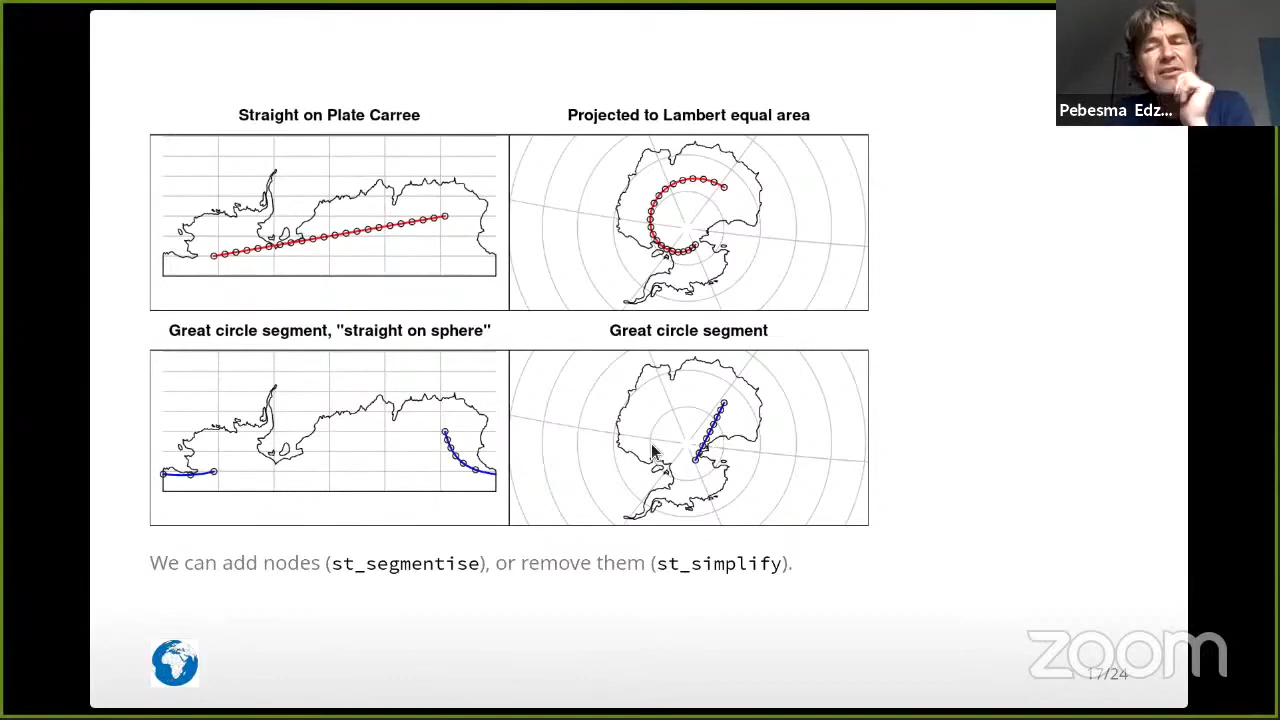 Pebesma Edz...
Straight on Plate Carree
Projected to Lambert equal area
Great circle segment, "straight on sphere"
Great circle segment
We can add nodes (st_segmentise), or remove them (st_simplify).
zoom
17/24